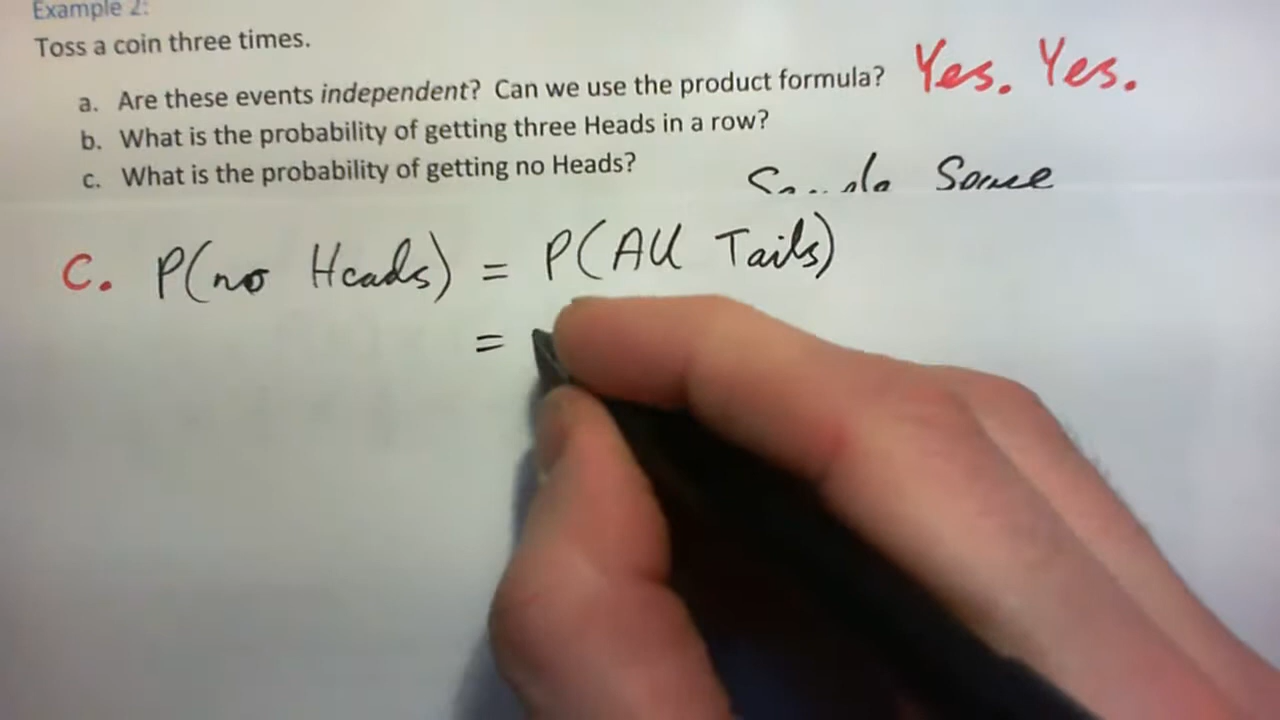 Example 2:
Toss a coin three times.
a. Are these events independent? Can we use the product formula? Yes. Yes.
b. What is the probability of getting three Heads in a row?
c. What is the probability of getting no Heads?
C. P(no Heads) = P(All Tails)
=